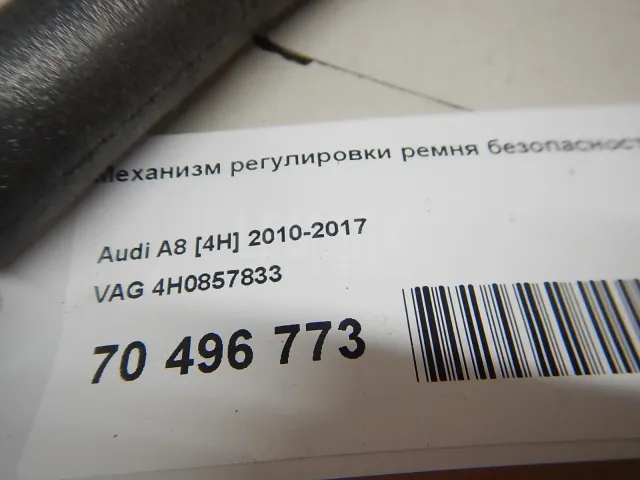 Механизм регулировки ремня безопасност
Audi A8 [4H] 2010-2017
VAG 4H0857833
70 496 773